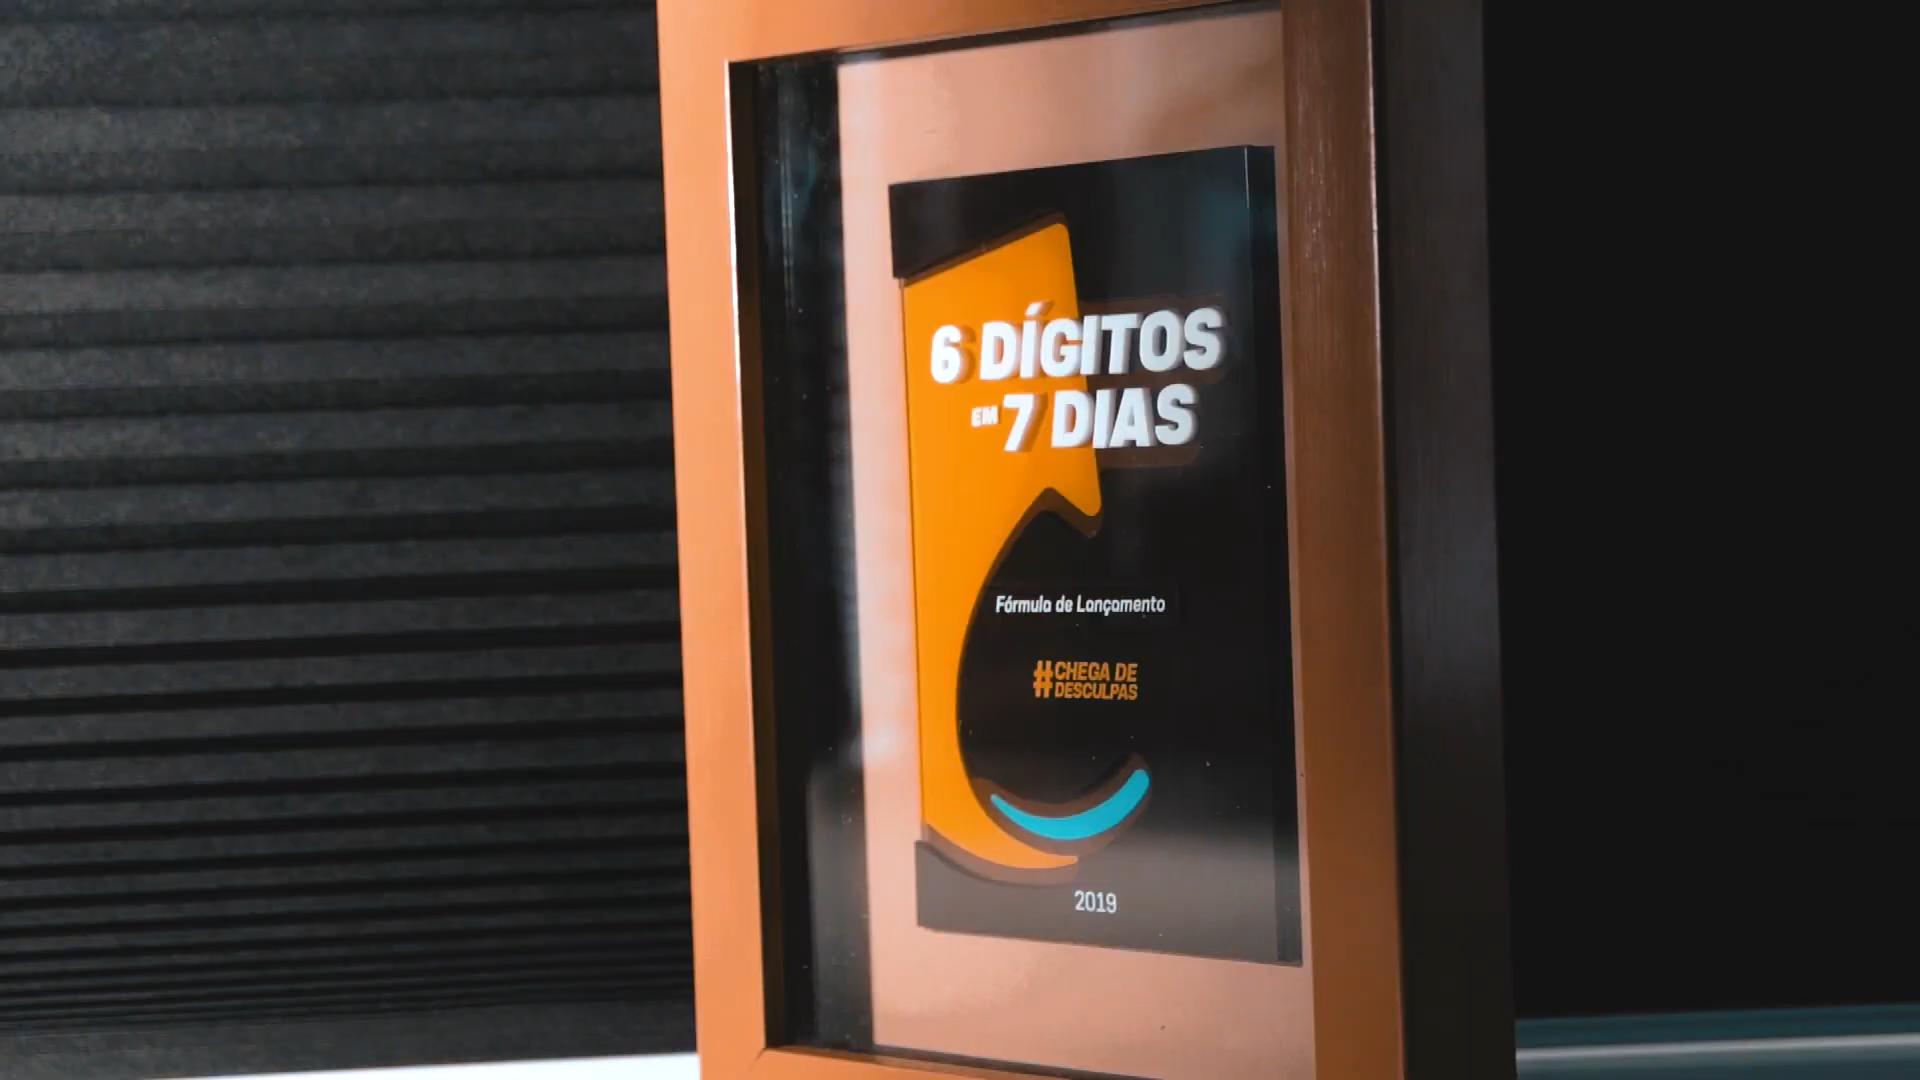 6 DÍGITOS
EM 7 DIAS
Fórmula de Lançamento
#CHEGA DE
DESCULPAS
2019